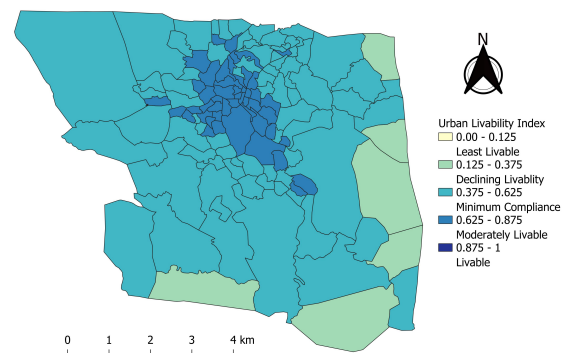 N
Urban Livability Index
0.00 - 0.125
Least Livable
0.125 - 0.375
Declining Livablity
0.375 - 0.625
Minimum Compliance
0.625 - 0.875
Moderately Livable
0.875 - 1
Livable
0 1 2 3 4 km